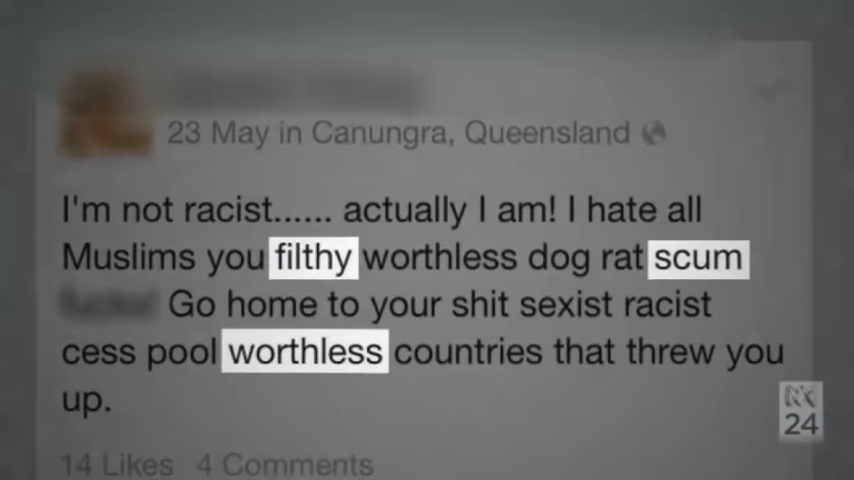 23 May in Canungra, Queensland
I'm not racist...... actually I am! I hate all
Muslims you filthy worthless dog rat scum
Go home to your shit sexist racist
cess pool worthless countries that threw you
up.
14 Likes 4 Comments
24